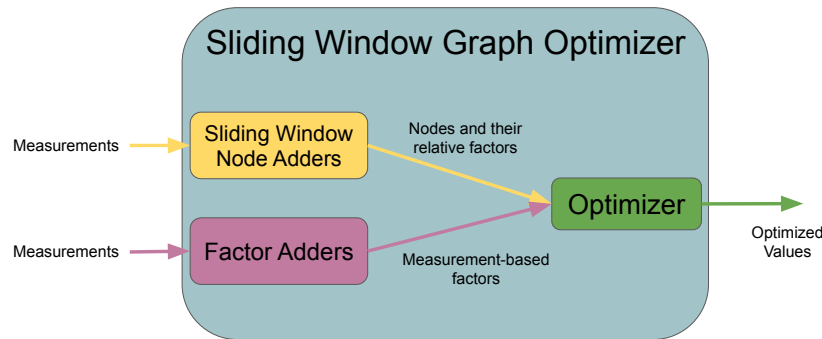 Sliding Window Graph Optimizer
Measurements
Sliding Window
Node Adders
Nodes and their
relative factors
Optimizer
Optimized
Values
Measurements
Factor Adders
Measurement-based
factors